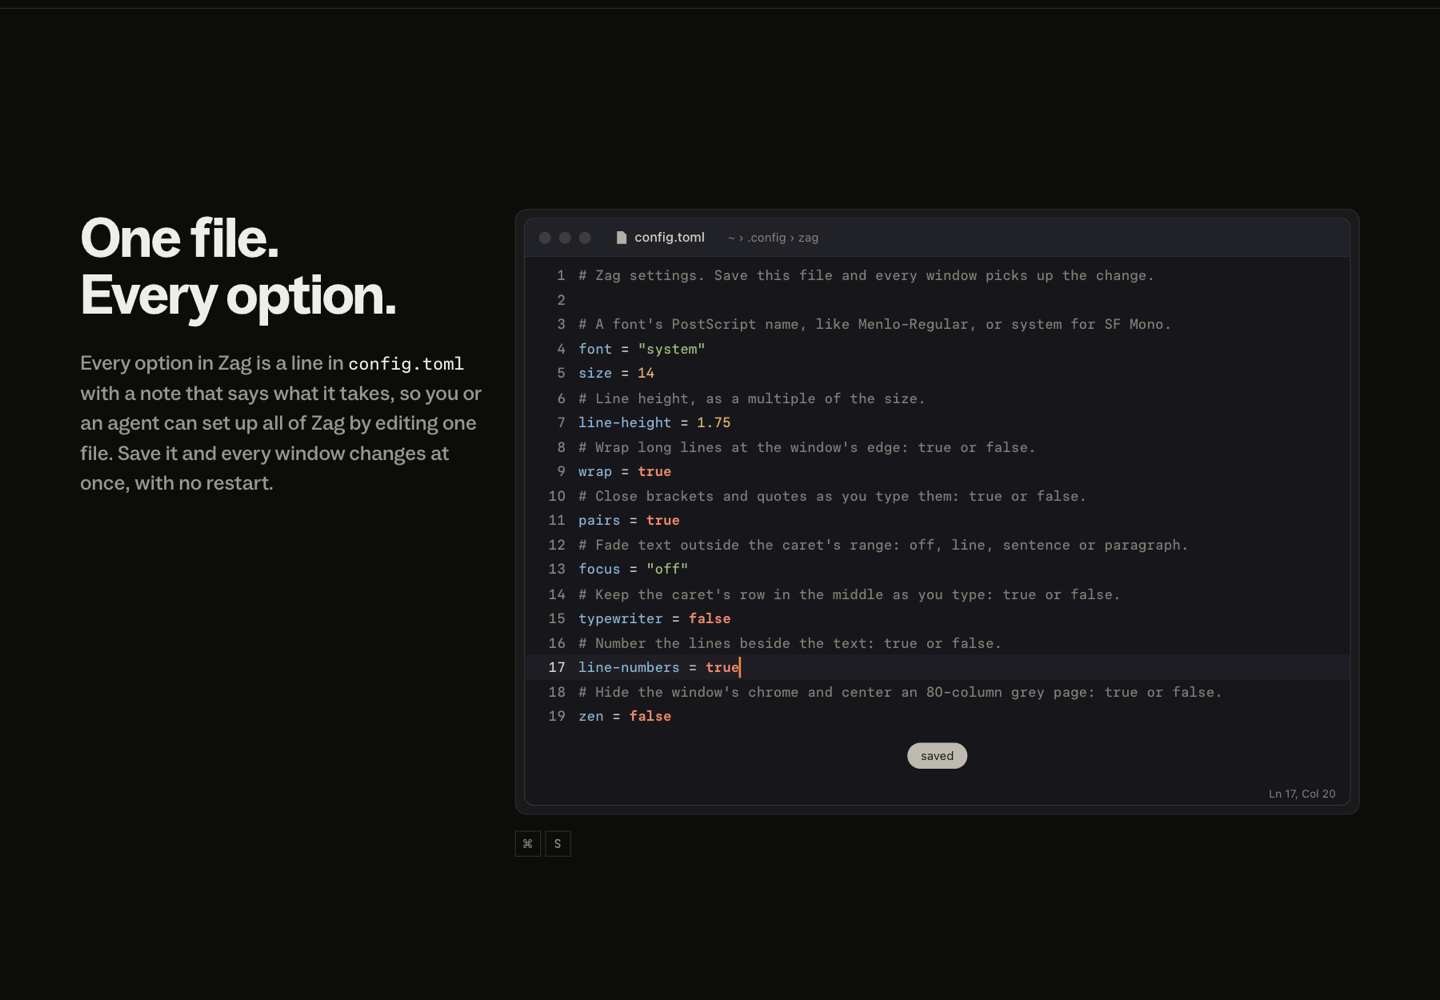 One file.
Every option.
Every option in Zag is a line in config.toml
with a note that says what it takes, so you or
an agent can set up all of Zag by editing one
file. Save it and every window changes at
once, with no restart.
config.toml ~ › .config › zag
1 # Zag settings. Save this file and every window picks up the change.
2
3 # A font's PostScript name, like Menlo-Regular, or system for SF Mono.
4 font = "system"
5 size = 14
6 # Line height, as a multiple of the size.
7 line-height = 1.75
8 # Wrap long lines at the window's edge: true or false.
9 wrap = true
10 # Close brackets and quotes as you type them: true or false.
11 pairs = true
12 # Fade text outside the caret's range: off, line, sentence or paragraph.
13 focus = "off"
14 # Keep the caret's row in the middle as you type: true or false.
15 typewriter = false
16 # Number the lines beside the text: true or false.
17 line-numbers = true
18 # Hide the window's chrome and center an 80-column grey page: true or false.
19 zen = false
saved
Ln 17, Col 20
⌘ S